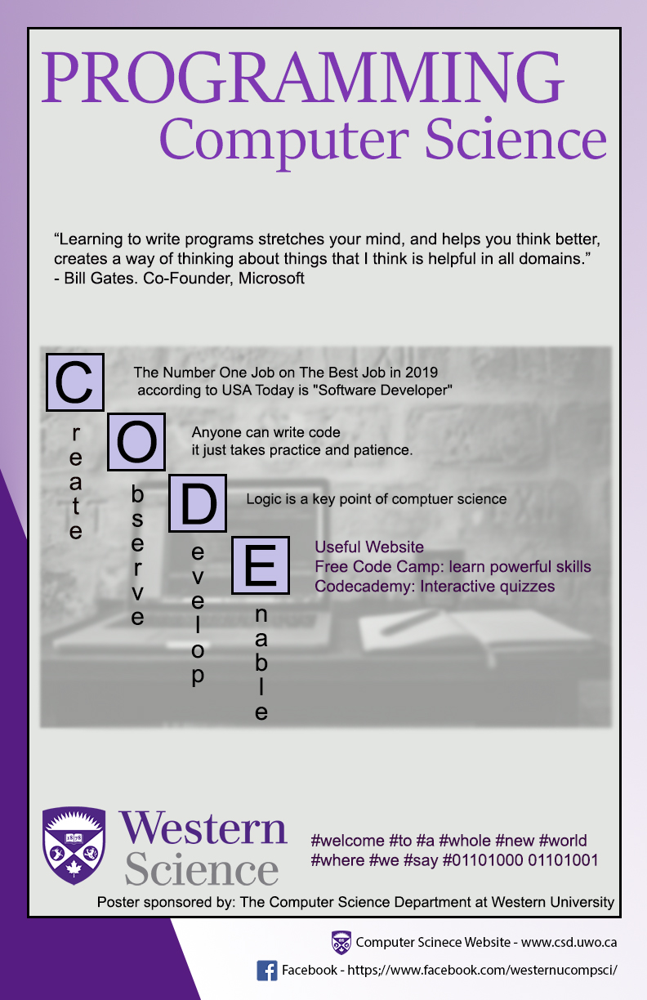 PROGRAMMING
Computer Science
“Learning to write programs stretches your mind, and helps you think better,
creates a way of thinking about things that I think is helpful in all domains.”
- Bill Gates. Co-Founder, Microsoft
Create
The Number One Job on The Best Job in 2019
according to USA Today is "Software Developer"
Observe
Anyone can write code
it just takes practice and patience.
Develop
Logic is a key point of comptuer science
Enable
Useful Website
Free Code Camp: learn powerful skills
Codecademy: Interactive quizzes
1878
Western
Science
#welcome #to #a #whole #new #world
#where #we #say #01101000 01101001
Poster sponsored by: The Computer Science Department at Western University
Computer Scinece Website - www.csd.uwo.ca
Facebook - https;//www.facebook.com/westernucompsci/